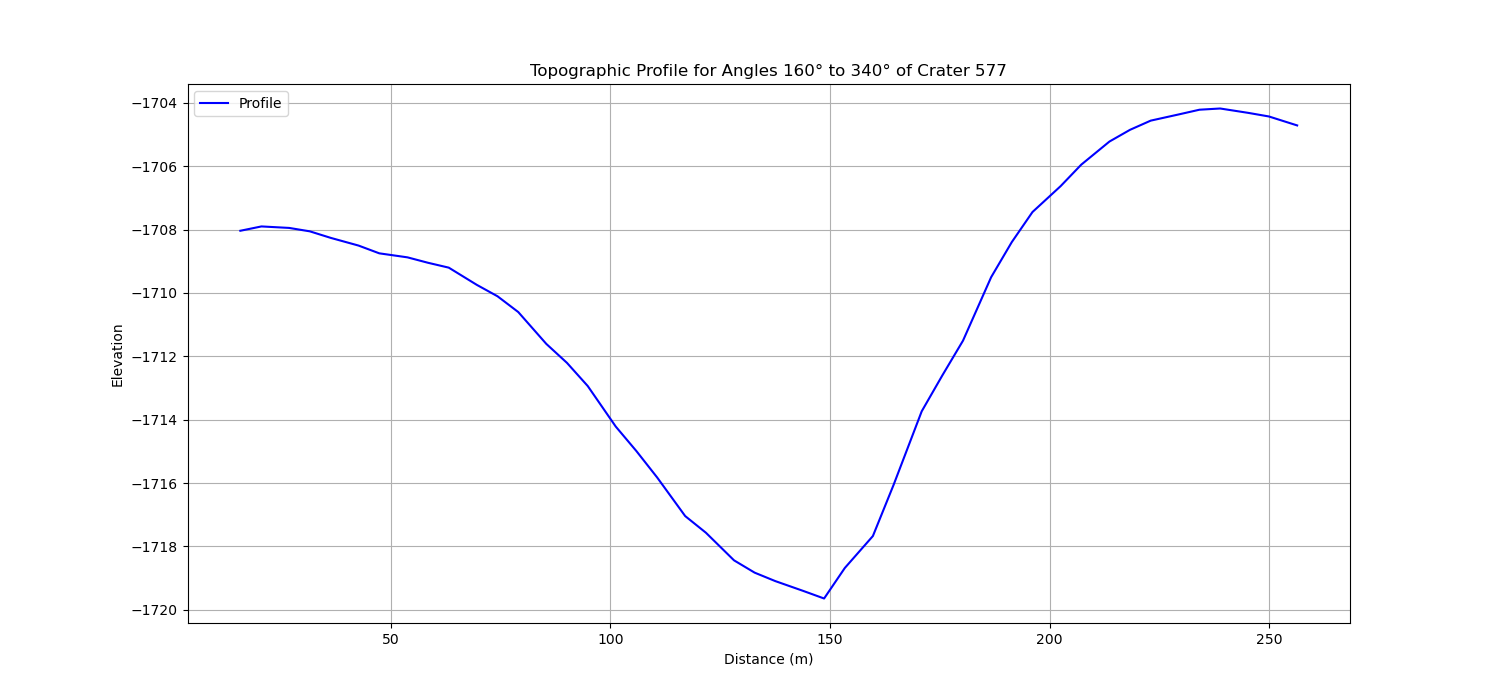 Topographic Profile for Angles 160° to 340° of Crater 577
Profile
−1704
−1706
−1708
−1710
−1712
−1714
−1716
−1718
−1720
Elevation
50 100 150 200 250
Distance (m)